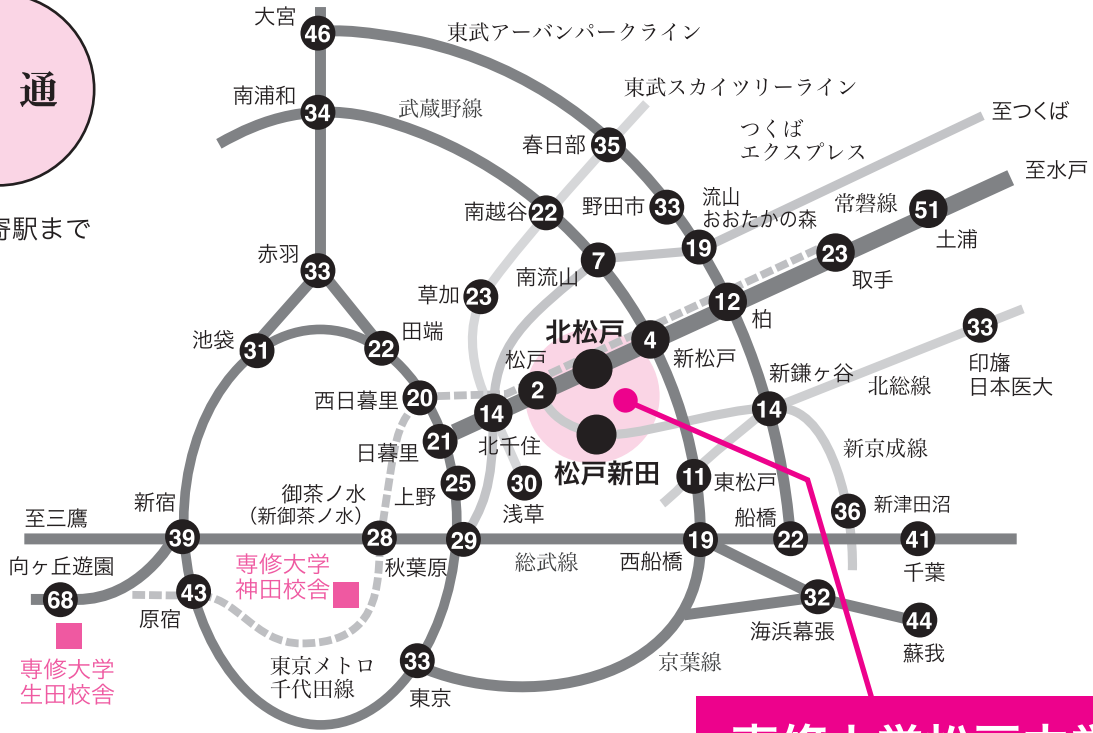 大宮
46
東武アーバンパークライン
通
南浦和
34
武蔵野線
東武スカイツリーライン
春日部
35
つくば
エクスプレス
至つくば
至水戸
寄駅まで
南越谷
22
野田市
33
流山
おおたかの森
常磐線
51
土浦
赤羽
33
7
南流山
19
23
取手
草加
23
12
柏
池袋
31
22
田端
北松戸
4
新松戸
33
印旛
日本医大
松戸
2
西日暮里
20
14
北千住
新鎌ヶ谷
14
北総線
日暮里
21
松戸新田
新京成線
上野
25
30
浅草
11
東松戸
新宿
御茶ノ水
(新御茶ノ水)
至三鷹
39
28
29
秋葉原
総武線
西船橋
19
船橋
22
36
新津田沼
41
千葉
向ヶ丘遊園
68
専修大学
神田校舎
43
原宿
32
海浜幕張
44
蘇我
専修大学
生田校舎
東京メトロ
千代田線
33
東京
京葉線